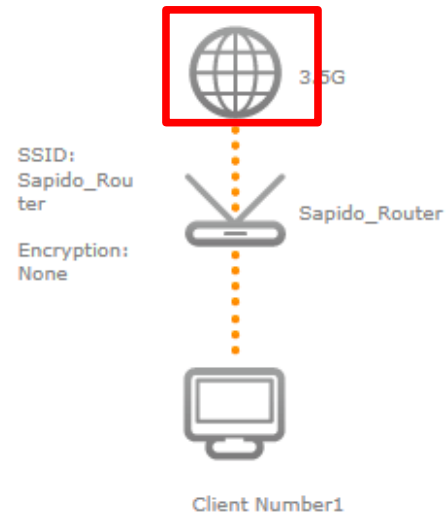 3.5G
SSID:
Sapido_Rou
ter
Sapido_Router
Encryption:
None
Client Number1